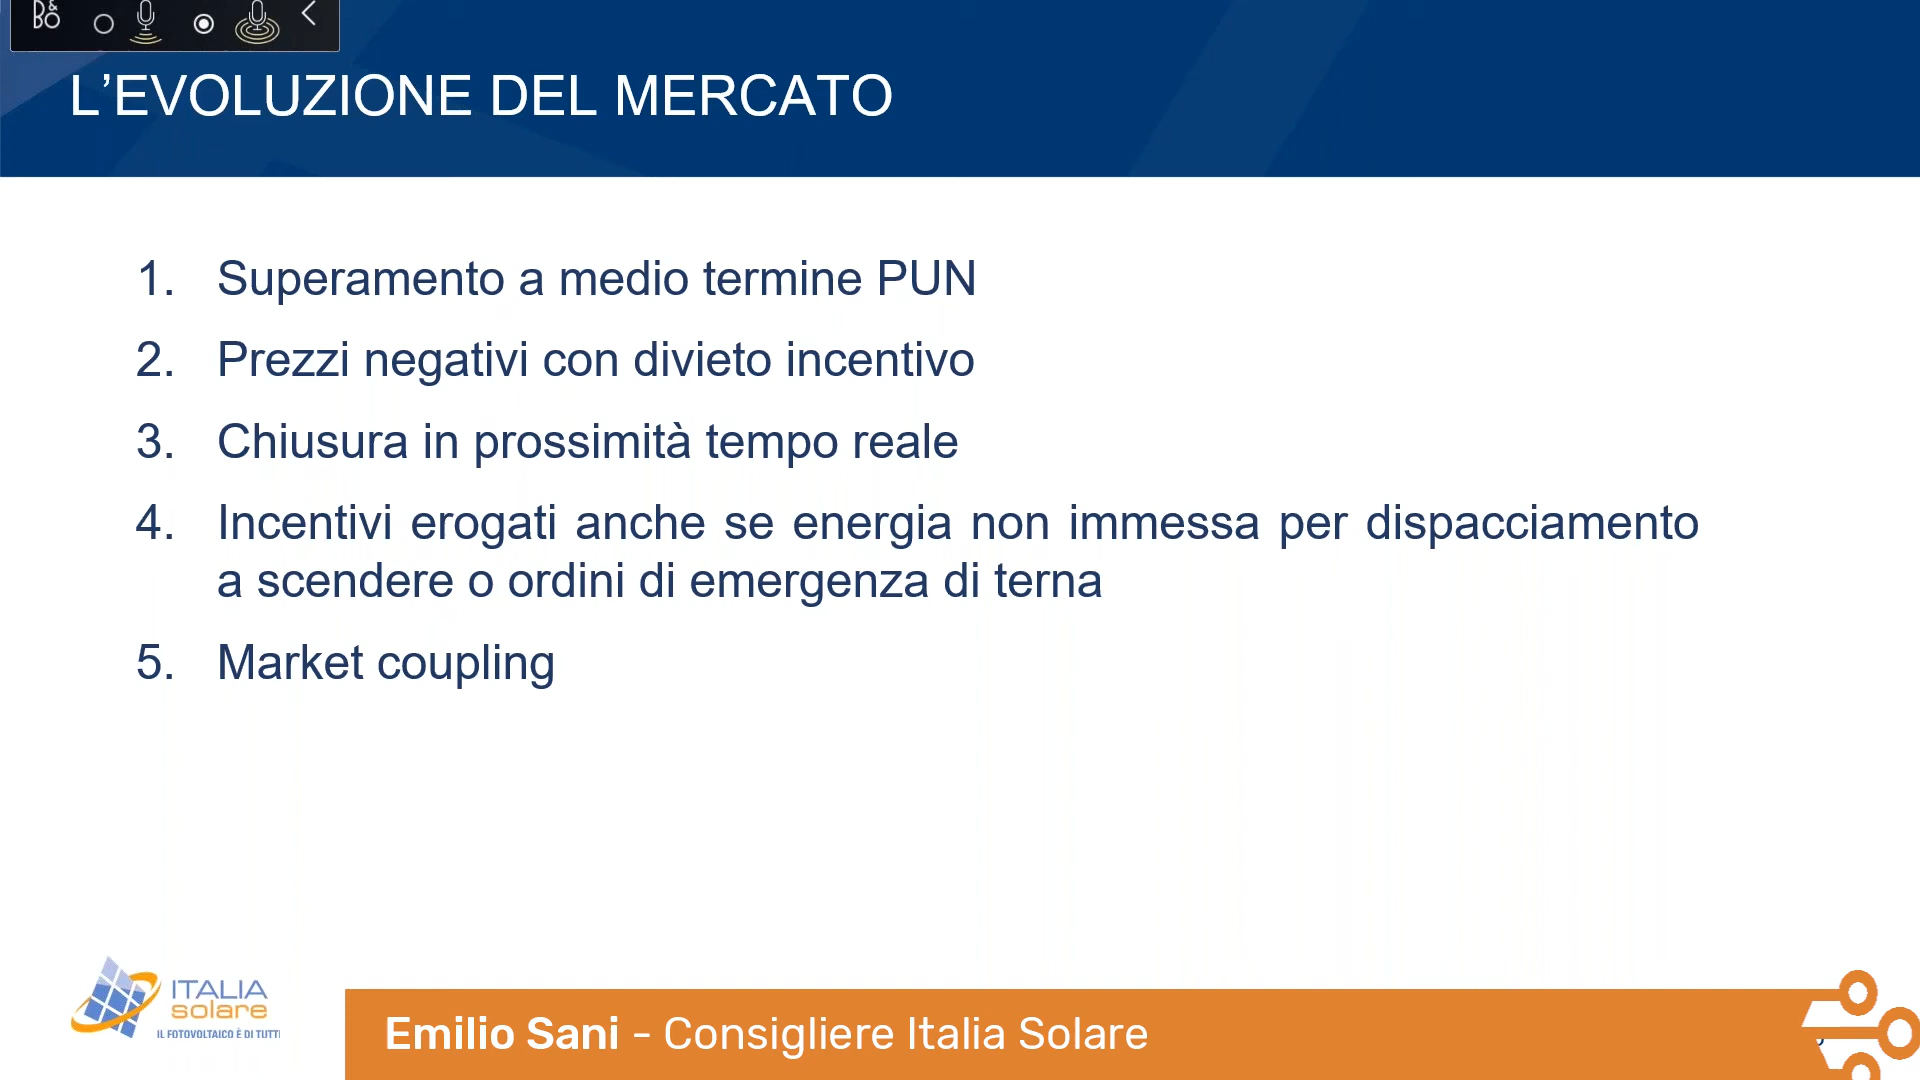 B&O
L’EVOLUZIONE DEL MERCATO
1. Superamento a medio termine PUN
2. Prezzi negativi con divieto incentivo
3. Chiusura in prossimità tempo reale
4. Incentivi erogati anche se energia non immessa per dispacciamento
a scendere o ordini di emergenza di terna
5. Market coupling
ITALIA
solare
IL FOTOVOLTAICO È DI TUTTI
Emilio Sani - Consigliere Italia Solare